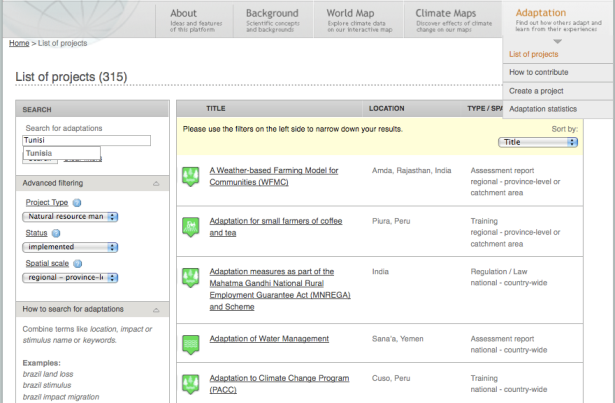 About
Ideas and features
of this platform
Background
Scientific concepts
and backgrounds
World Map
Explore climate data
on our interactive map
Climate Maps
Discover effects of climate
change on our maps
Adaptation
Find out how others adapt and
learn from their experiences
Home > List of projects
List of projects
How to contribute
Create a project
Adaptation statistics
List of projects (315)
SEARCH
Search for adaptations
Tunisi
Tunisia
Advanced filtering
Project Type
Natural resource man
Status
implemented
Spatial scale
regional - province-l
How to search for adaptations
Combine terms like location, impact or
stimulus name or keywords.
Examples:
brazil land loss
brazil stimulus
brazil impact migration
TITLE LOCATION TYPE / SPA
Please use the filters on the left side to narrow down your results.
Sort by:
Title
A Weather-based Farming Model for
Communities (WFMC)
Amda, Rajasthan, India
Assessment report
regional - province-level or
catchment area
Adaptation for small farmers of coffee
and tea
Piura, Peru
Training
regional - province-level or
catchment area
Adaptation measures as part of the
Mahatma Gandhi National Rural
Employment Guarantee Act (MNREGA)
and Scheme
India
Regulation / Law
national - country-wide
Adaptation of Water Management
Sana'a, Yemen
Assessment report
national - country-wide
Adaptation to Climate Change Program
(PACC)
Cuso, Peru
Training
national - country-wide